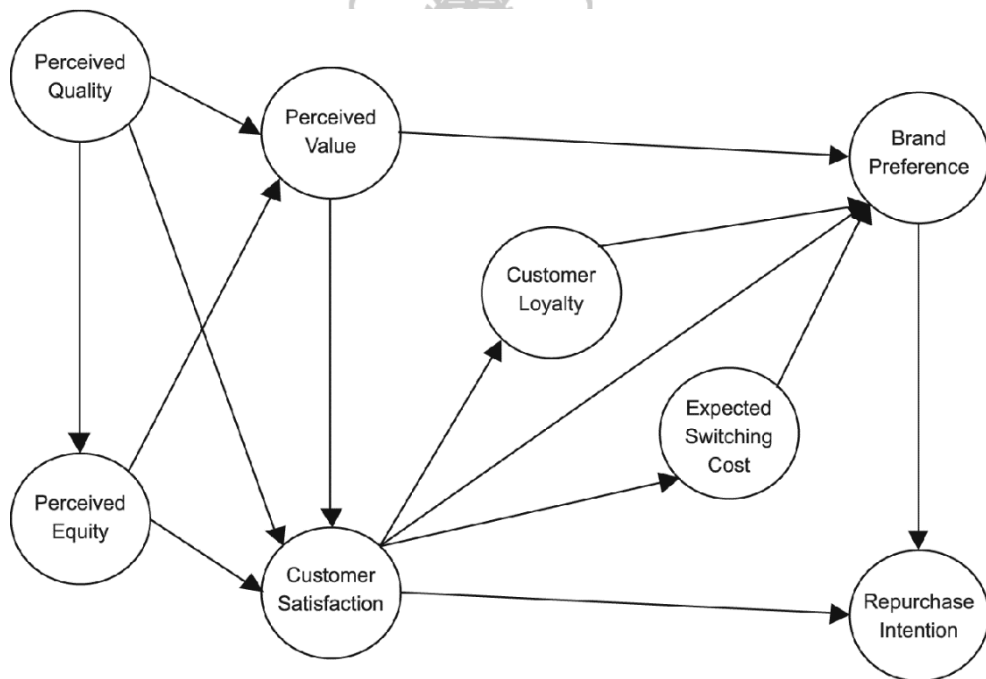 Perceived
Quality
Perceived
Value
Brand
Preference
Customer
Loyalty
Expected
Switching
Cost
Perceived
Equity
Customer
Satisfaction
Repurchase
Intention